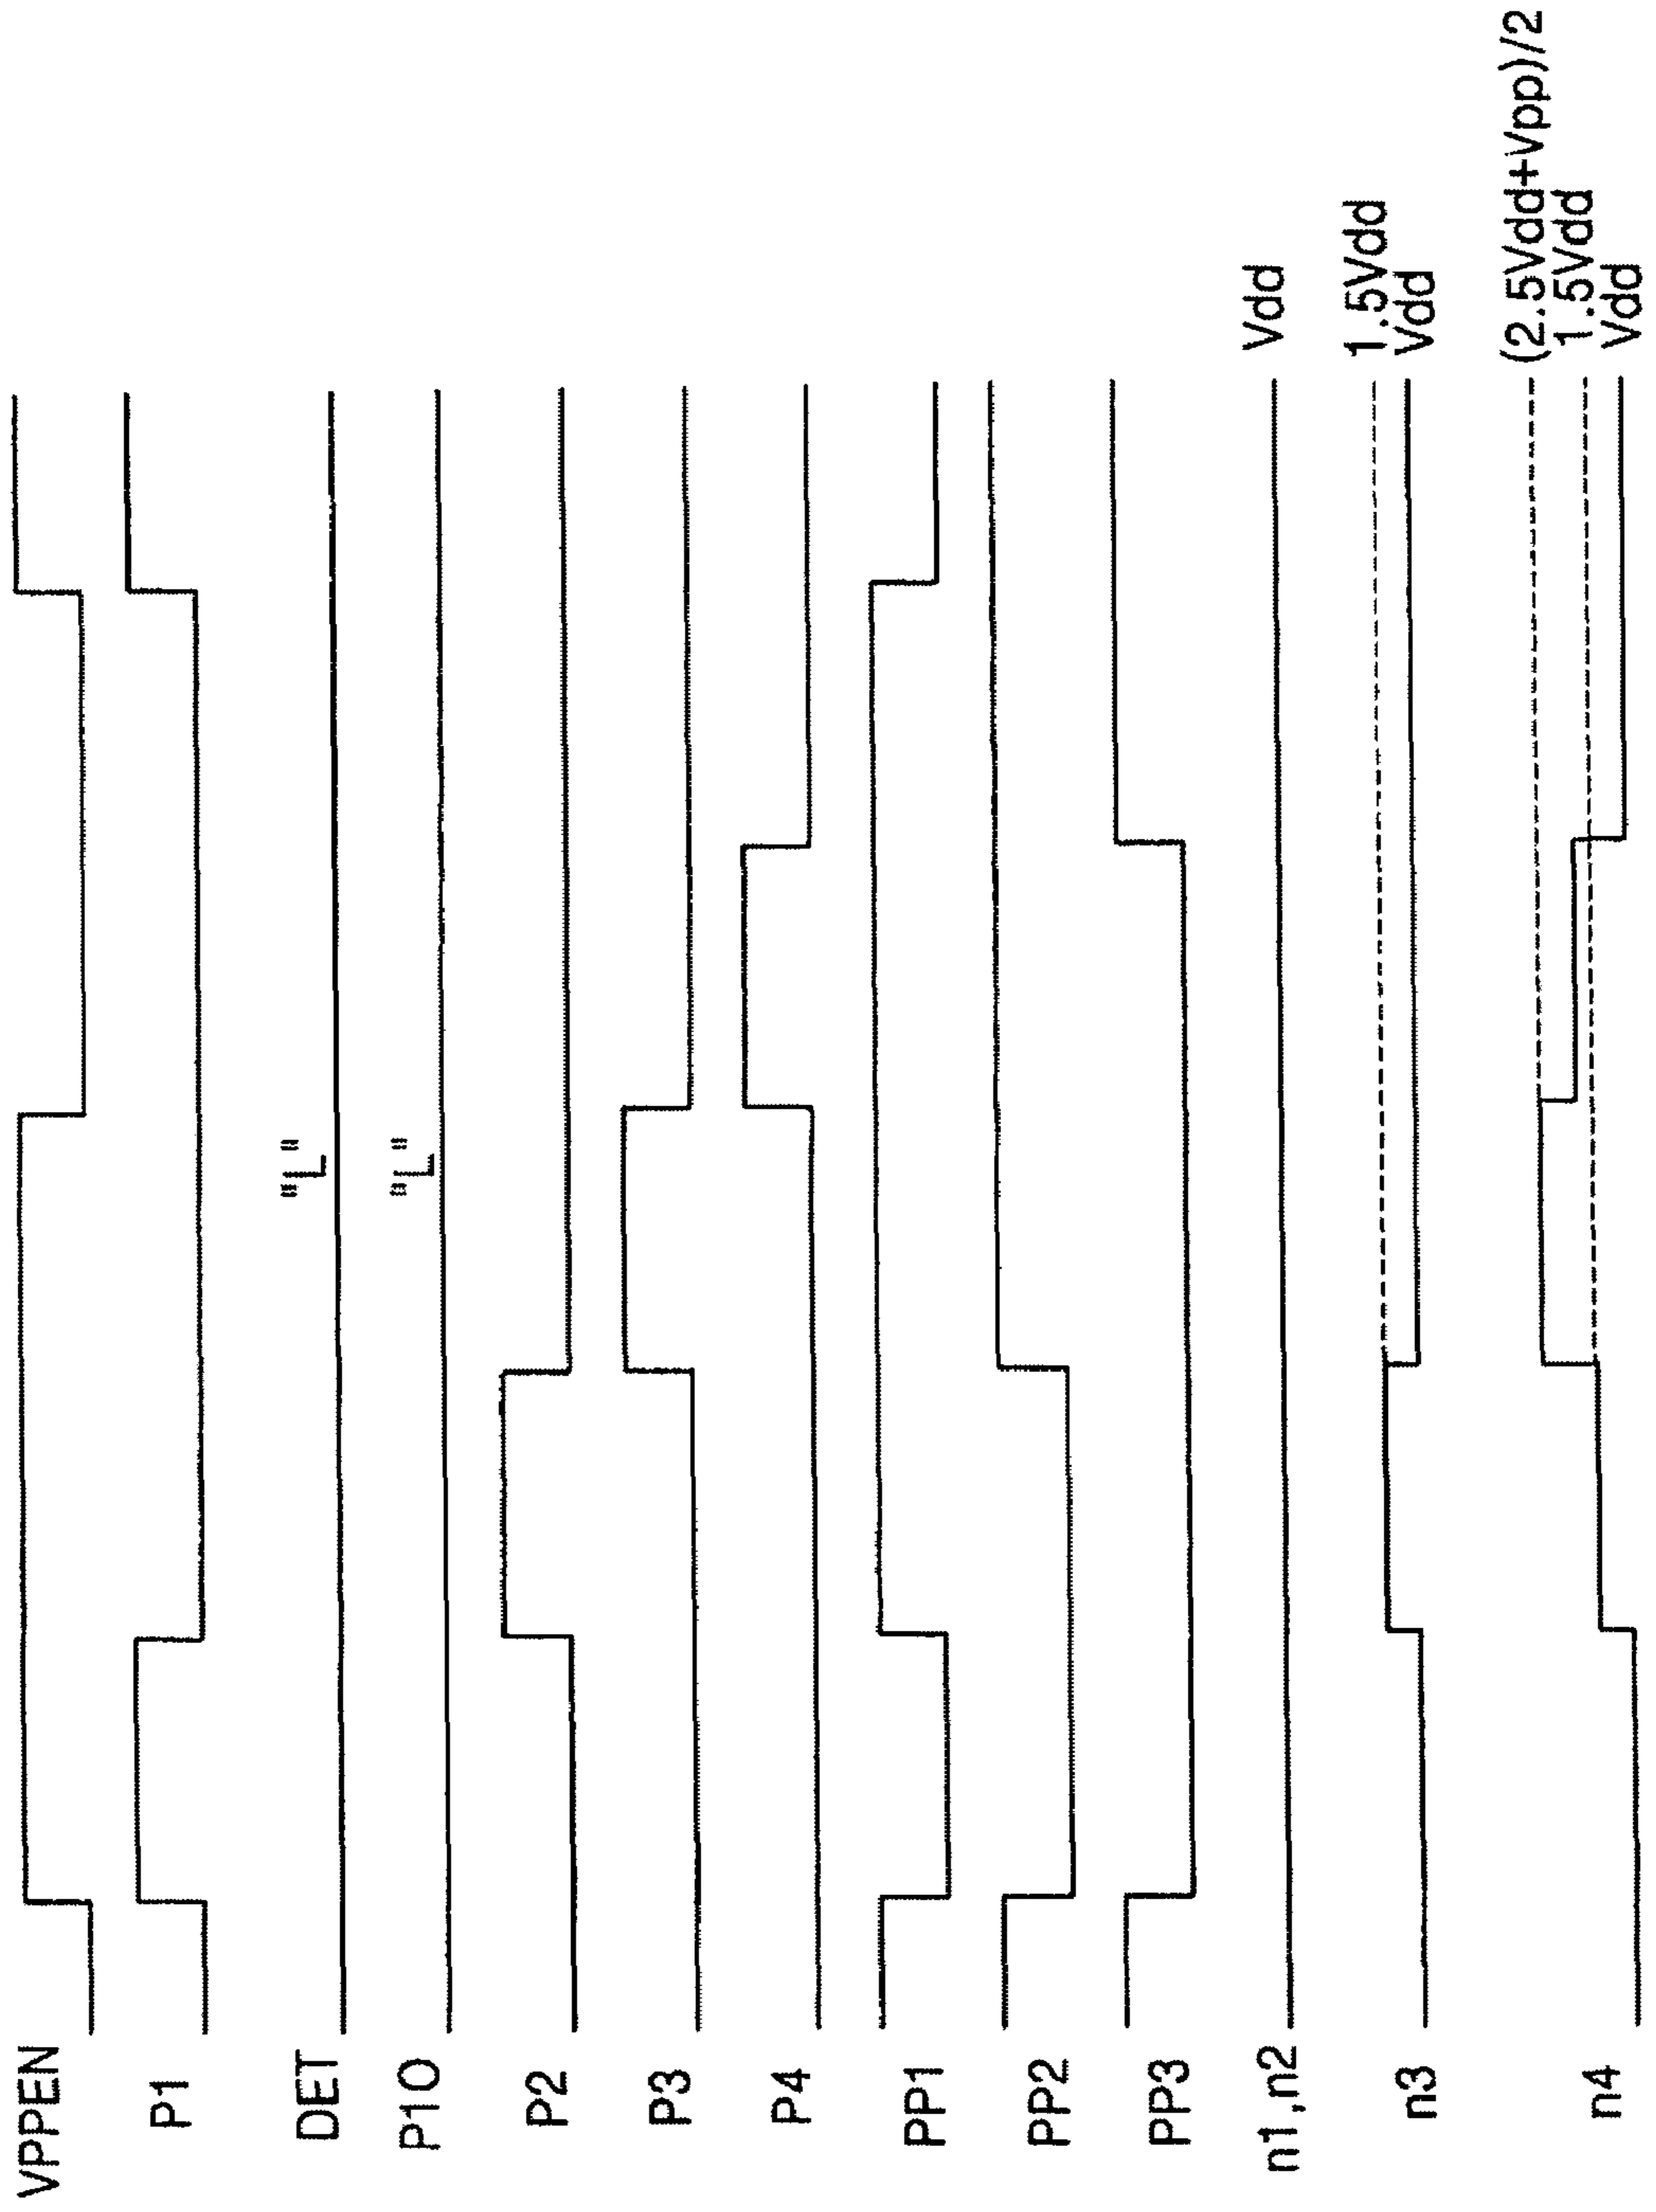 VPPEN
P1
DET "L"
P1O "L"
P2
P3
P4
PP1
PP2
PP3
n1,n2 Vdd
n3 1.5Vdd
Vdd
n4 (2.5Vdd+Vpp)/2
1.5Vdd
Vdd